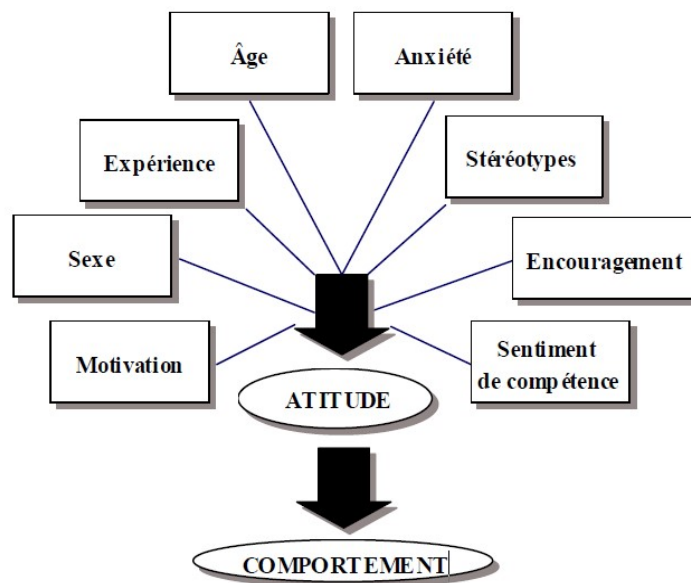 Âge
Anxiété
Expérience
Stéréotypes
Sexe
Encouragement
Motivation
Sentiment
de compétence
ATITUDE
COMPORTEMENT